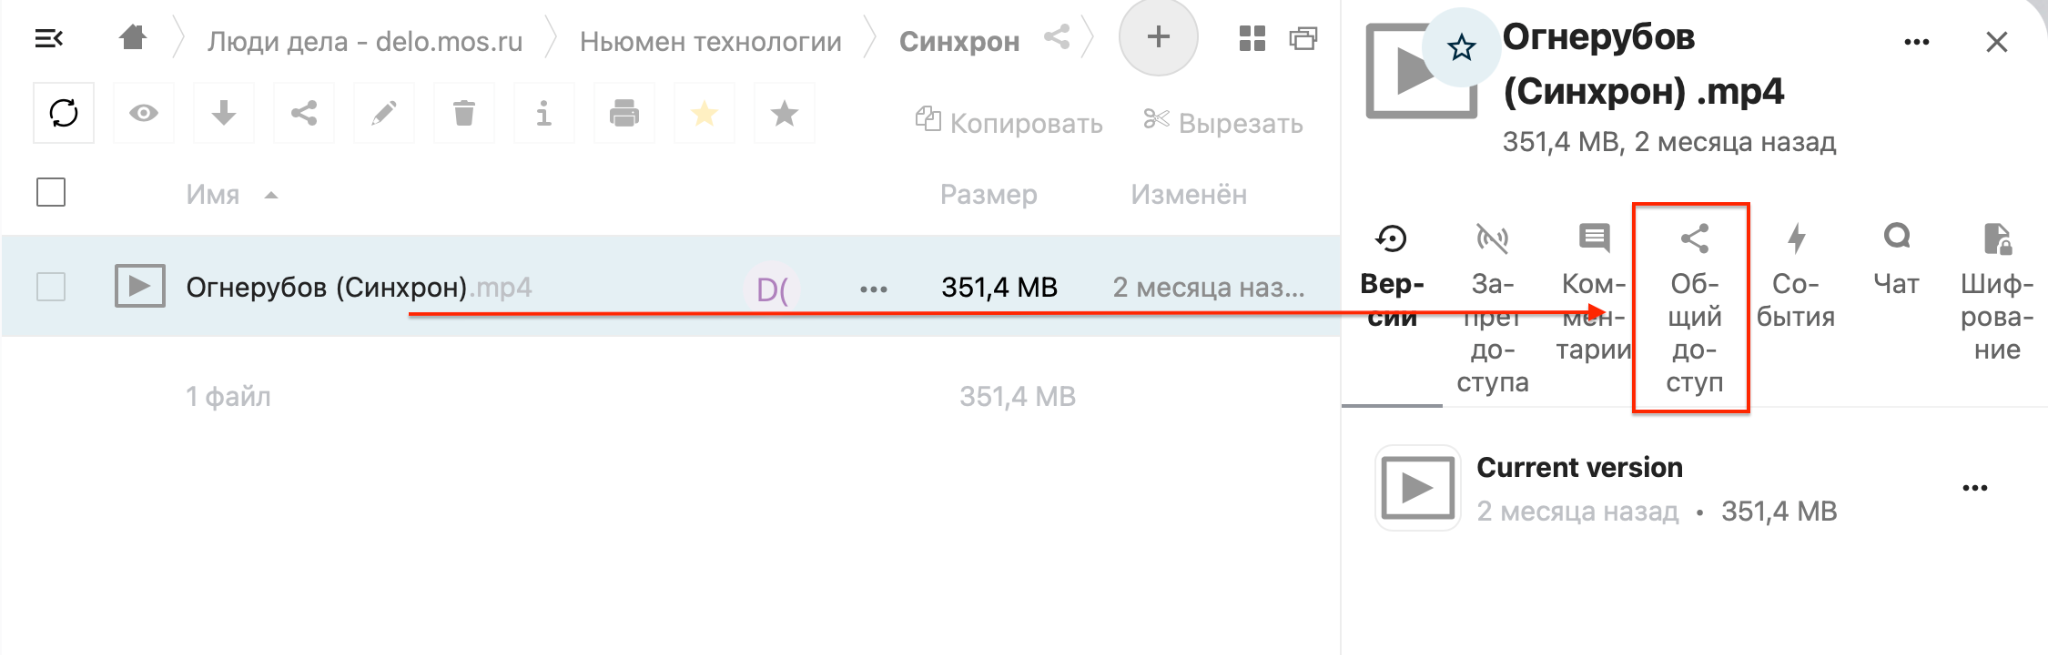 Люди дела - delo.mos.ru
Ньюмен технологии
Синхрон
Копировать
Вырезать
Имя
Размер
Изменён
Огнерубов (Синхрон).mp4
D(
351,4 MB
2 месяца наз...
1 файл
351,4 MB
Огнерубов
(Синхрон) .mp4
351,4 MB, 2 месяца назад
Вер-
сии
За-
прет
до-
ступа
Ком-
мен-
тарии
Об-
щий
до-
ступ
Со-
бытия
Чат
Шиф-
рова-
ние
Current version
2 месяца назад • 351,4 MB